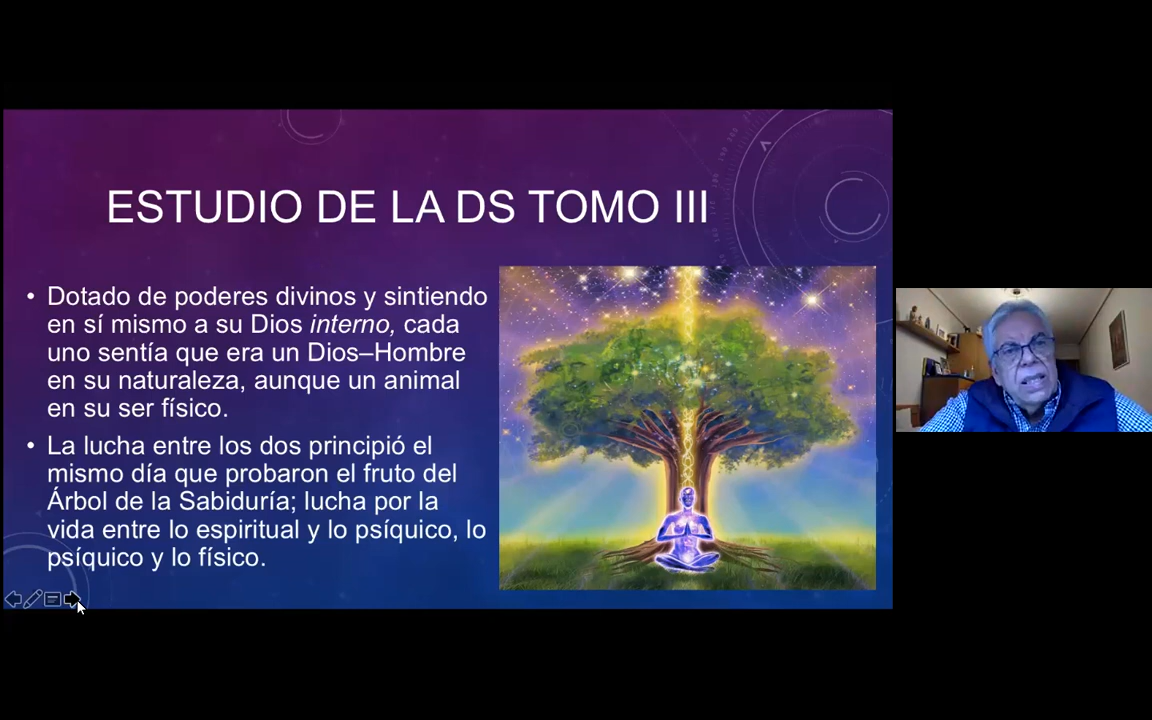 ESTUDIO DE LA DS TOMO III
• Dotado de poderes divinos y sintiendo
en sí mismo a su Dios interno, cada
uno sentía que era un Dios–Hombre
en su naturaleza, aunque un animal
en su ser físico.
• La lucha entre los dos principió el
mismo día que probaron el fruto del
Árbol de la Sabiduría; lucha por la
vida entre lo espiritual y lo psíquico, lo
psíquico y lo físico.